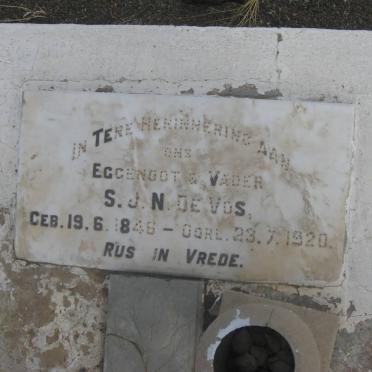 IN TERE HERINNERING AAN
ONS
EGGENOOT & VADER
S. J. N. DE VOS,
GEB. 19. 6. 1846 – OORL. 23. 7. 1920.
RUS IN VREDE.